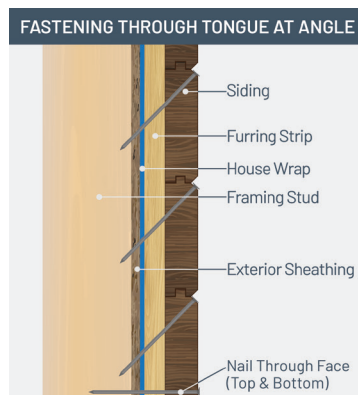 FASTENING THROUGH TONGUE AT ANGLE
Siding
Furring Strip
House Wrap
Framing Stud
Exterior Sheathing
Nail Through Face
(Top & Bottom)